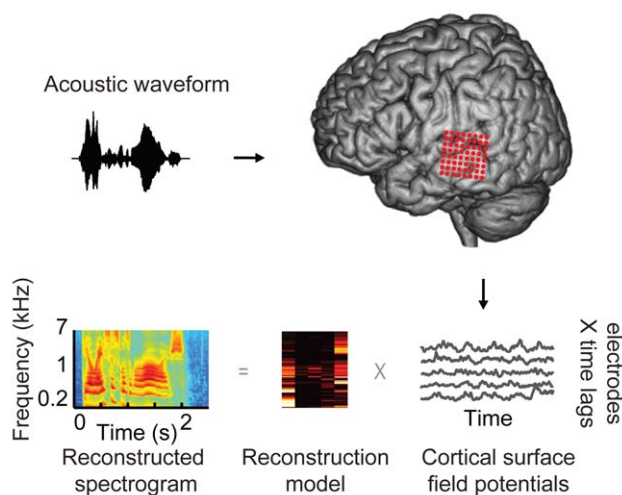 Acoustic waveform
electrodes
X time lags
Frequency (kHz)
7
1
0.2
0
2
Time (s)
=
X
Time
Reconstructed
spectrogram
Reconstruction
model
Cortical surface
field potentials